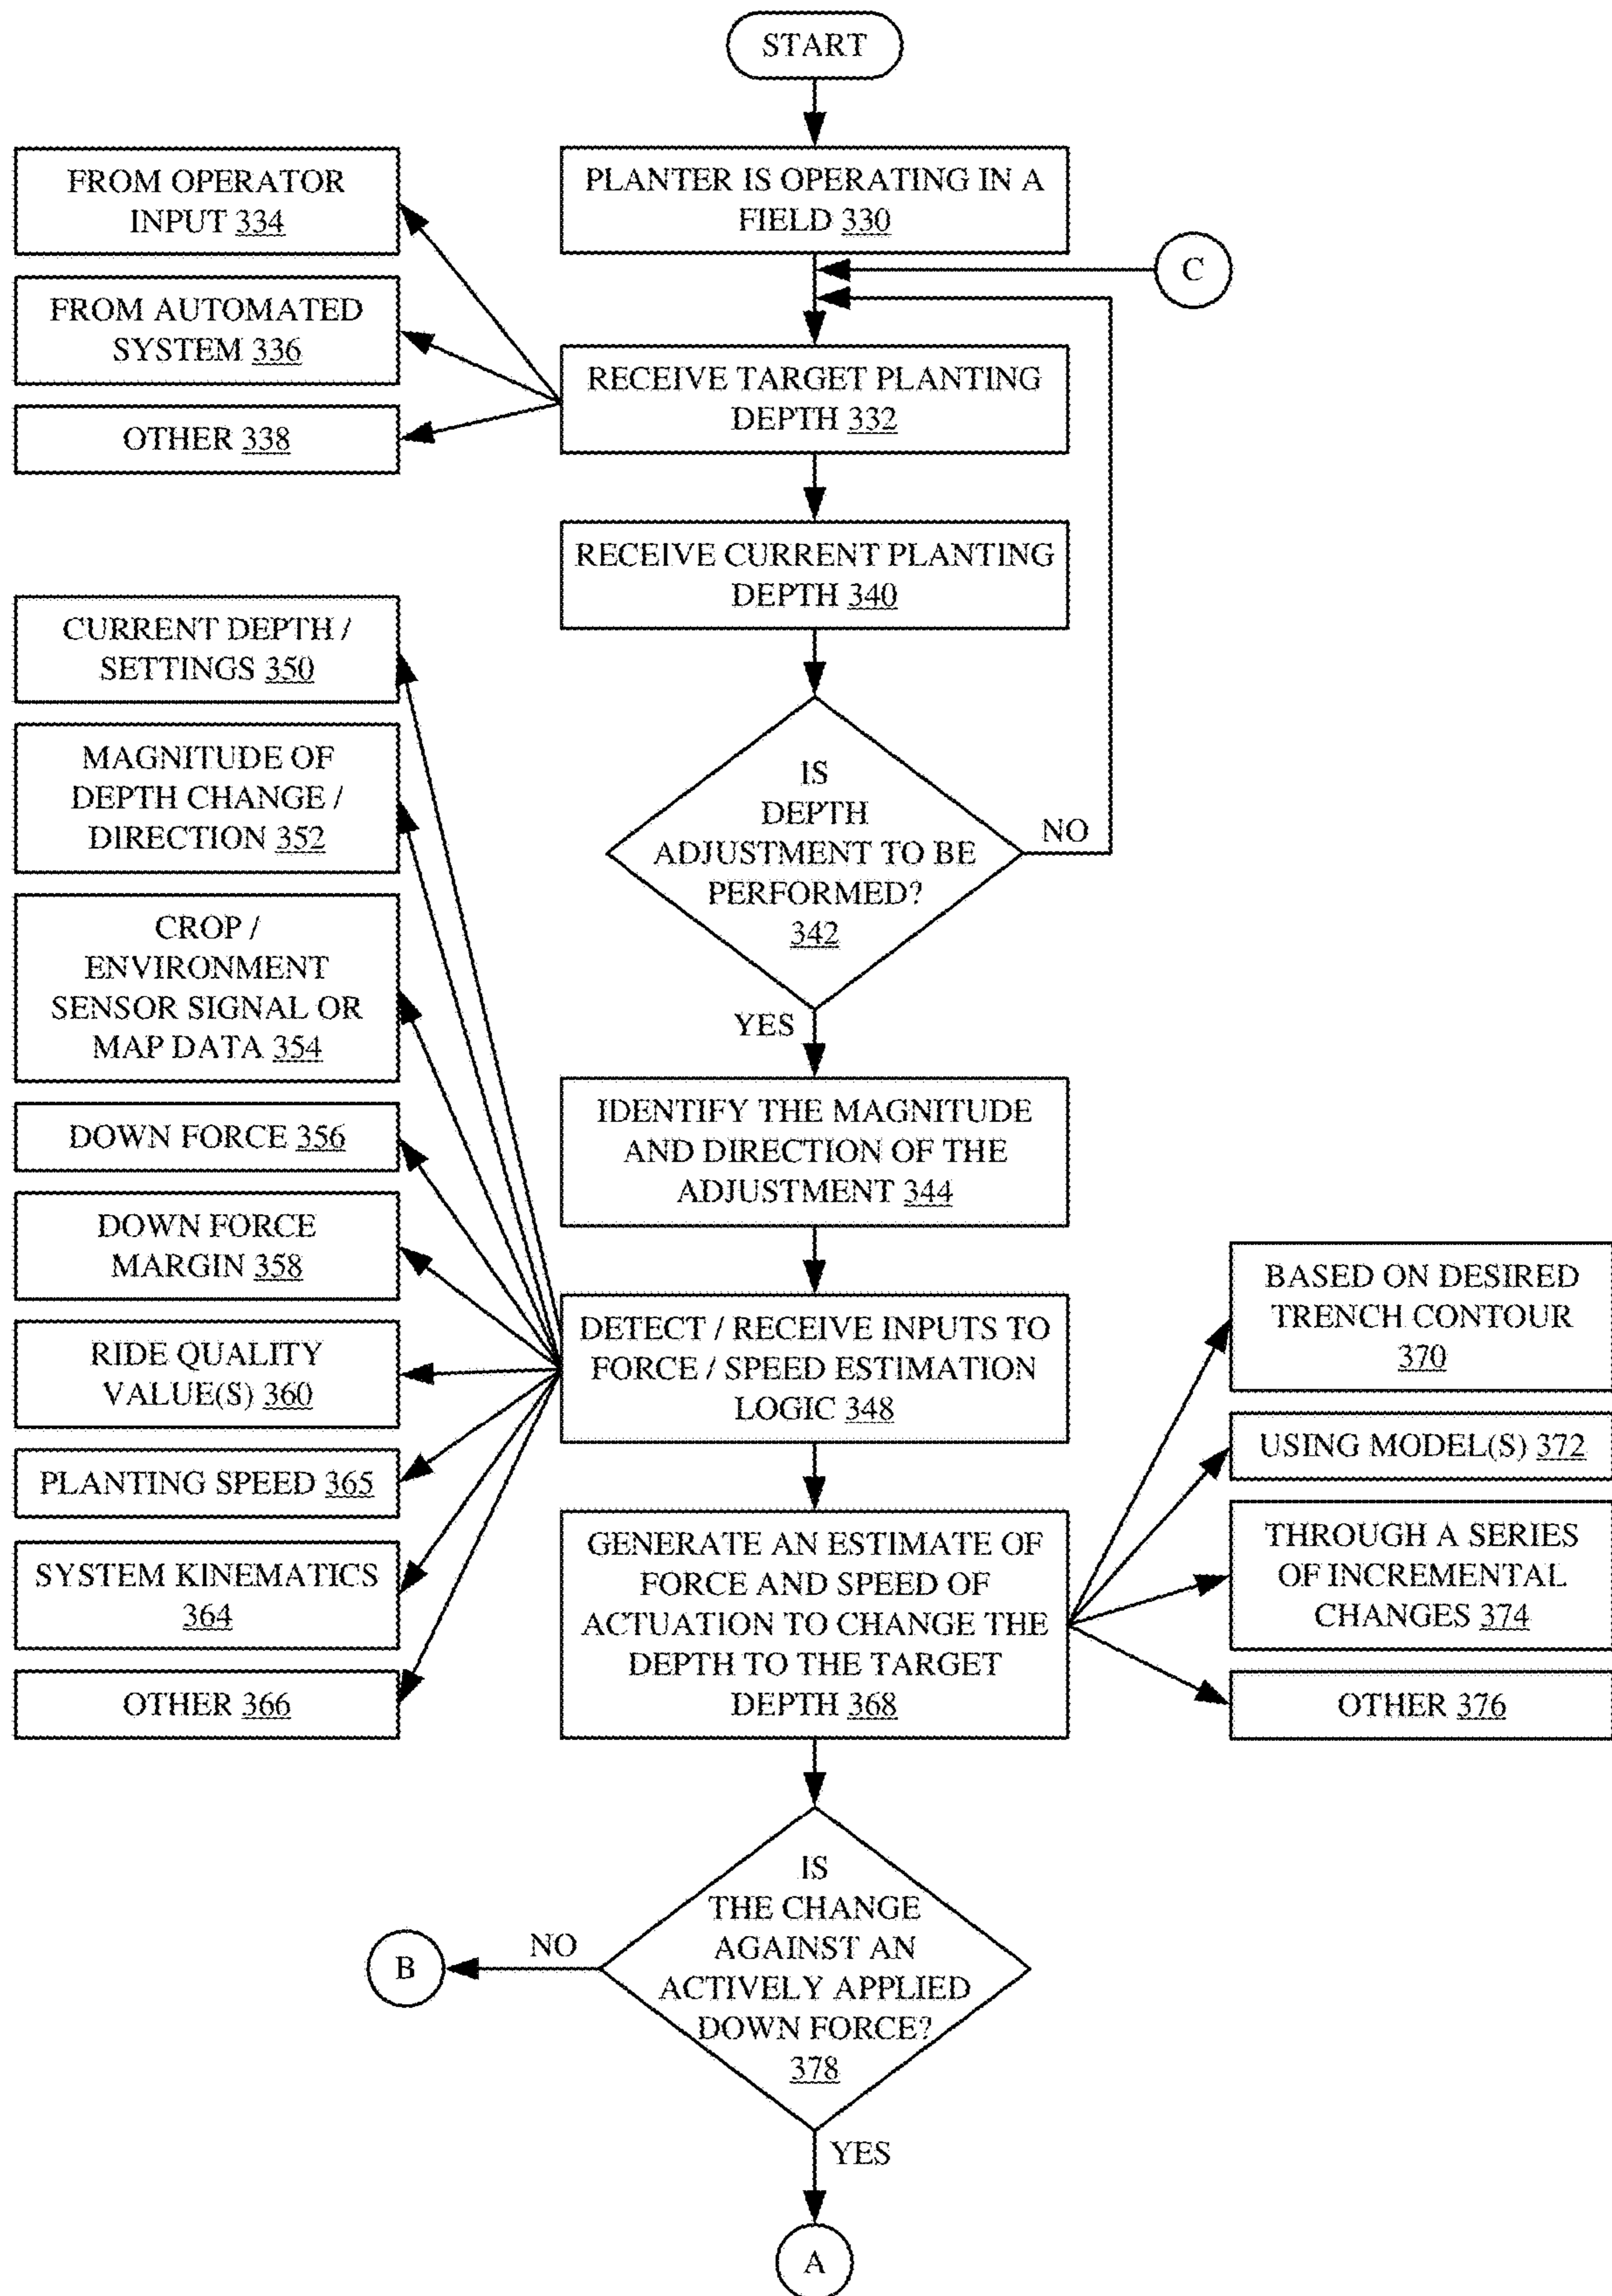 START
PLANTER IS OPERATING IN A
FIELD 330
C
FROM OPERATOR
INPUT 334
FROM AUTOMATED
SYSTEM 336
OTHER 338
RECEIVE TARGET PLANTING
DEPTH 332
RECEIVE CURRENT PLANTING
DEPTH 340
IS
DEPTH
ADJUSTMENT TO BE
PERFORMED?
342
NO
YES
IDENTIFY THE MAGNITUDE
AND DIRECTION OF THE
ADJUSTMENT 344
CURRENT DEPTH /
SETTINGS 350
MAGNITUDE OF
DEPTH CHANGE /
DIRECTION 352
CROP /
ENVIRONMENT
SENSOR SIGNAL OR
MAP DATA 354
DOWN FORCE 356
DOWN FORCE
MARGIN 358
RIDE QUALITY
VALUE(S) 360
PLANTING SPEED 365
SYSTEM KINEMATICS
364
OTHER 366
DETECT / RECEIVE INPUTS TO
FORCE / SPEED ESTIMATION
LOGIC 348
GENERATE AN ESTIMATE OF
FORCE AND SPEED OF
ACTUATION TO CHANGE THE
DEPTH TO THE TARGET
DEPTH 368
BASED ON DESIRED
TRENCH CONTOUR
370
USING MODEL(S) 372
THROUGH A SERIES
OF INCREMENTAL
CHANGES 374
OTHER 376
IS
THE CHANGE
AGAINST AN
ACTIVELY APPLIED
DOWN FORCE?
378
NO
B
YES
A